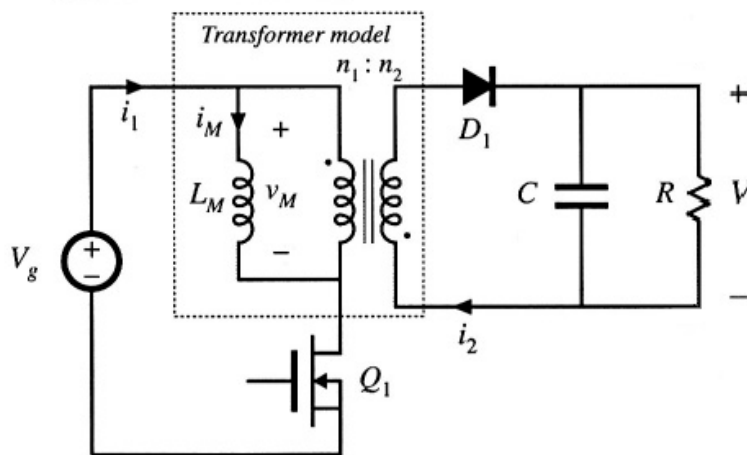 Transformer model
n1 : n2
i1
iM
+
+
D1
LM
vM
C
R
V
Vg
+
−
−
−
i2
Q1